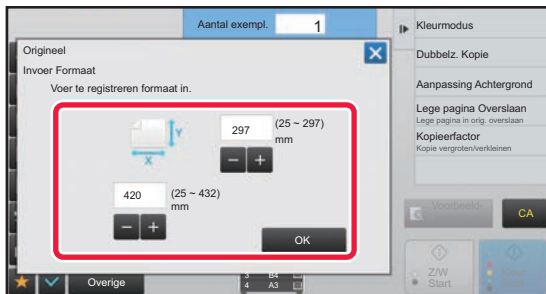 Aantal exempl. 1
Origineel
Invoer Formaat
Voer te registreren formaat in.
Y
X
297 (25 ~ 297)
mm
420 (25 ~ 432)
mm
OK
Kleurmodus
Dubbelz. Kopie
Aanpassing Achtergrond
Lege pagina Overslaan
Lege pagina in orig. overslaan
Kopieerfactor
Kopie vergroten/verkleinen
Voorbeeld
CA
Z/W
Start
Start
Overige
3 B4
4 A3